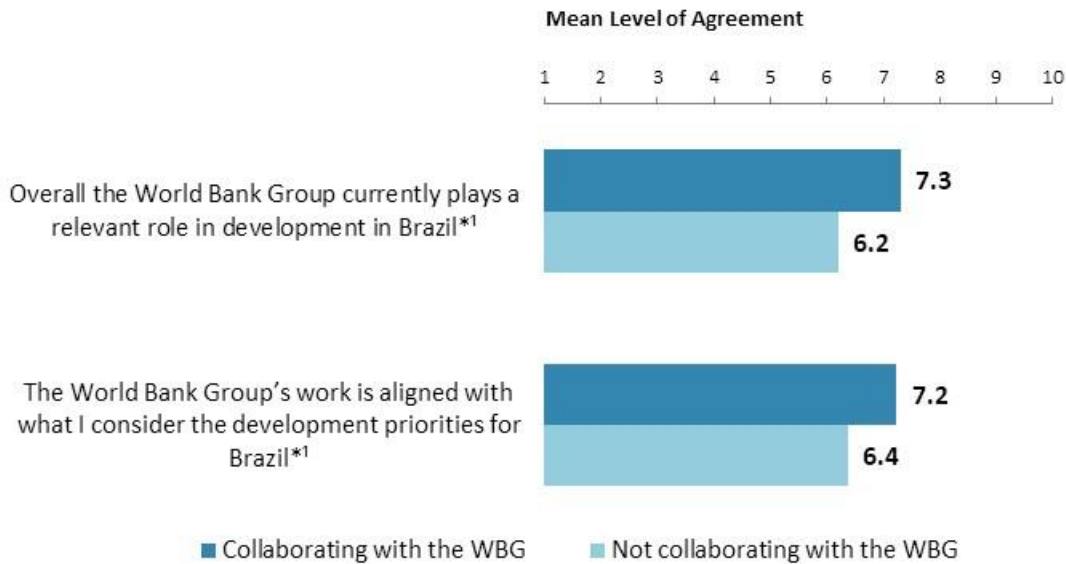 Mean Level of Agreement
1 2 3 4 5 6 7 8 9 10
Overall the World Bank Group currently plays a
relevant role in development in Brazil*¹
7.3
6.2
The World Bank Group’s work is aligned with
what I consider the development priorities for
Brazil*¹
7.2
6.4
Collaborating with the WBG Not collaborating with the WBG